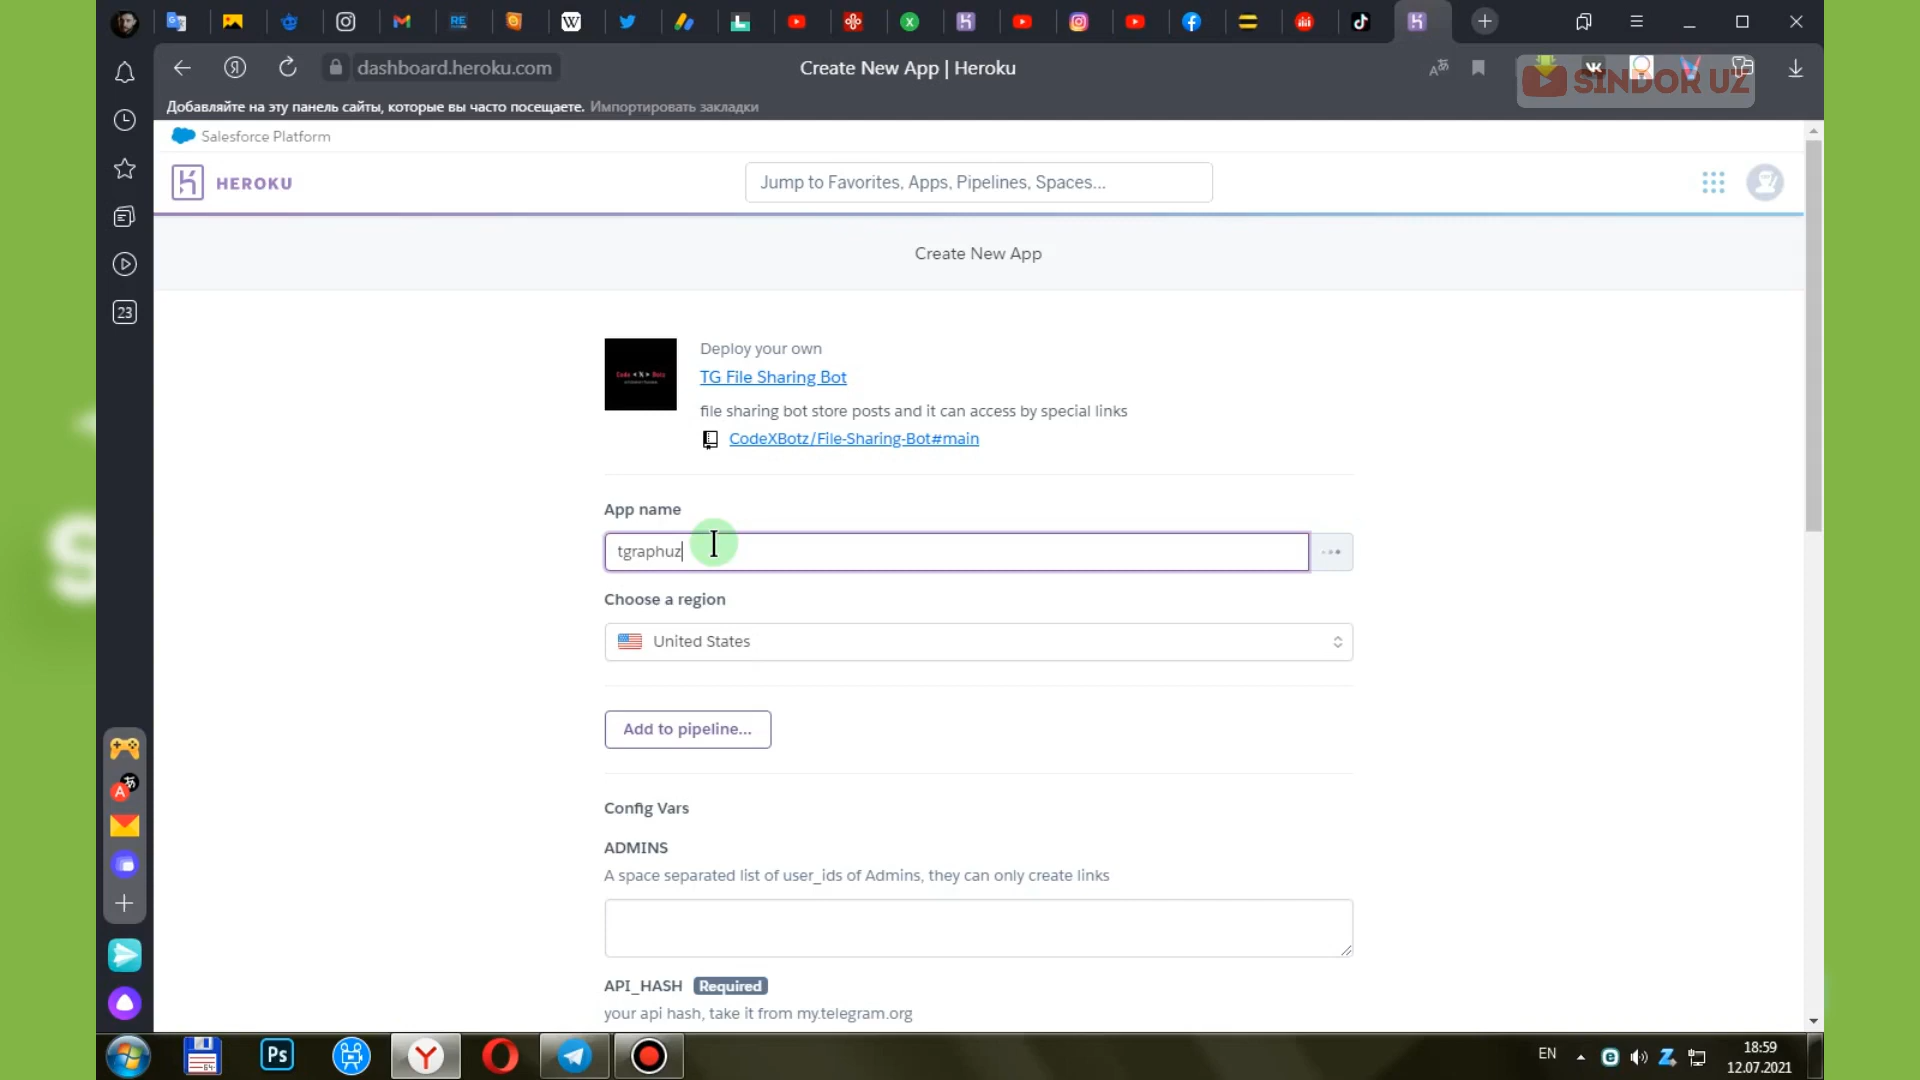 dashboard.heroku.com
Create New App | Heroku
SINDOR UZ
Добавляйте на эту панель сайты, которые вы часто посещаете. Импортировать закладки
Salesforce Platform
HEROKU
Jump to Favorites, Apps, Pipelines, Spaces...
23
Create New App
Deploy your own
TG File Sharing Bot
file sharing bot store posts and it can access by special links
CodeXBotz/File-Sharing-Bot#main
App name
tgraphuz
Choose a region
United States
Add to pipeline...
Config Vars
ADMINS
A space separated list of user_ids of Admins, they can only create links
API_HASH Required
your api hash, take it from my.telegram.org
Ps
EN
18:59
12.07.2021